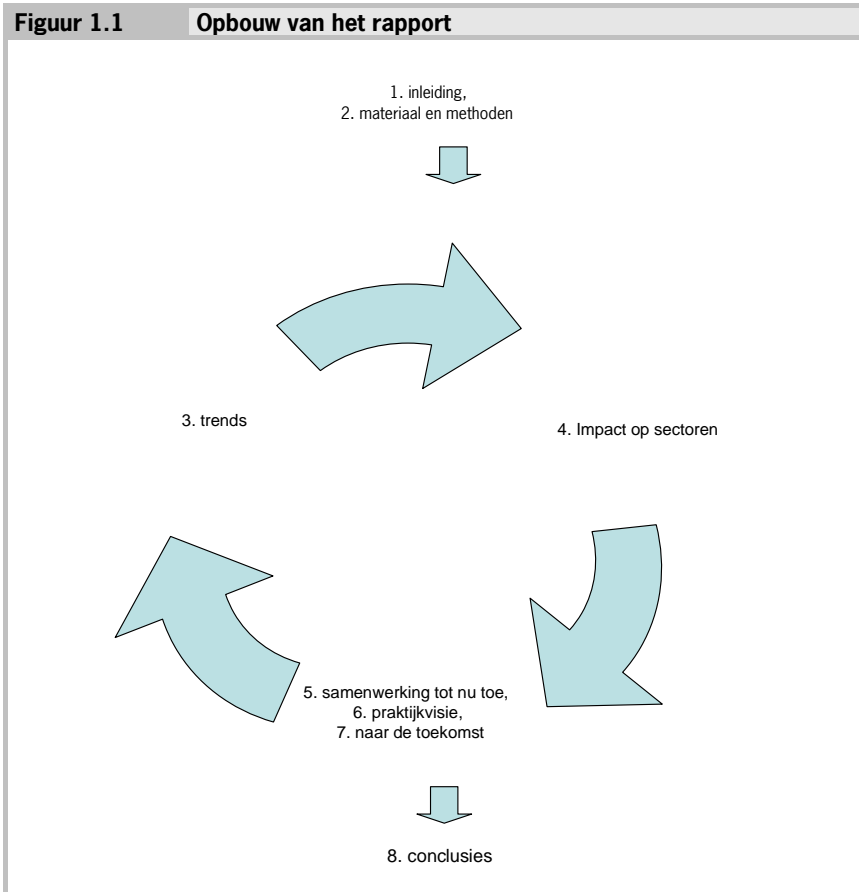 Figuur 1.1 Opbouw van het rapport
1. inleiding,
2. materiaal en methoden
3. trends
4. Impact op sectoren
5. samenwerking tot nu toe,
6. praktijkvisie,
7. naar de toekomst
8. conclusies